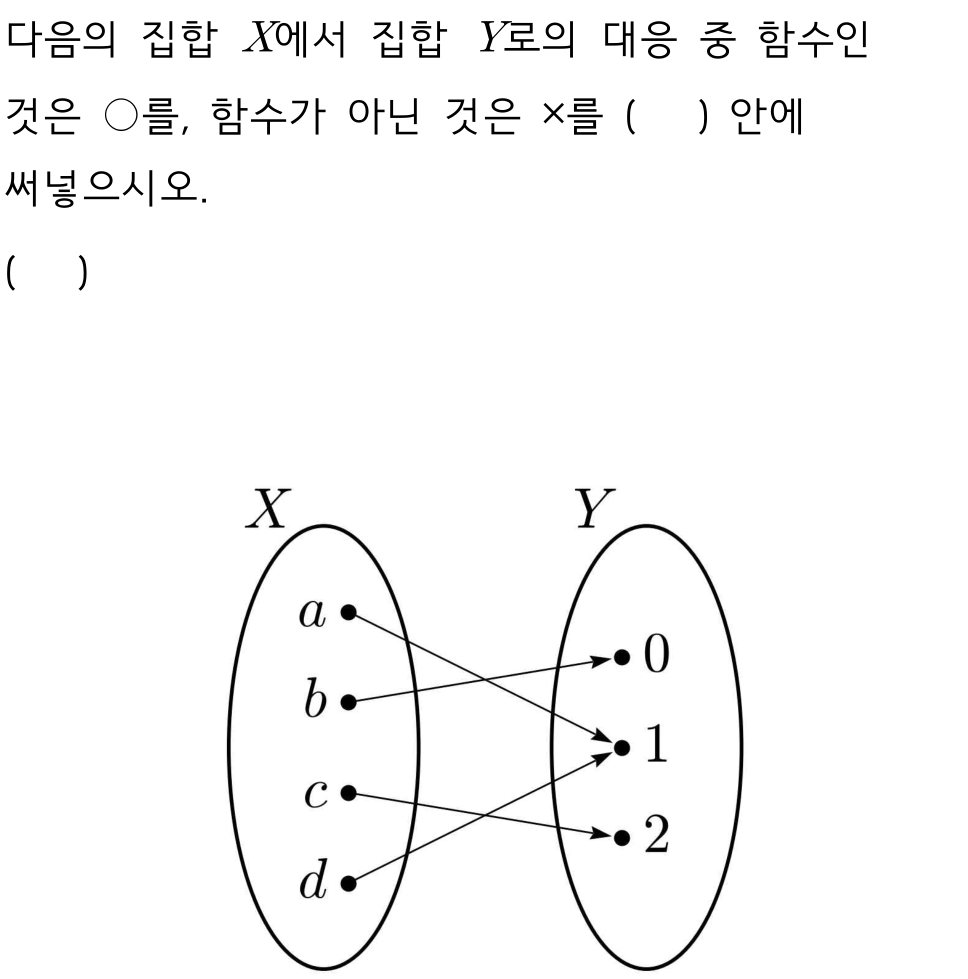 다음의 집합 X에서 집합 Y로의 대응 중 함수인
것은 ○를, 함수가 아닌 것은 ×를 (    ) 안에
써넣으시오.
(    )
X Y
a
0
b
1
c
2
d